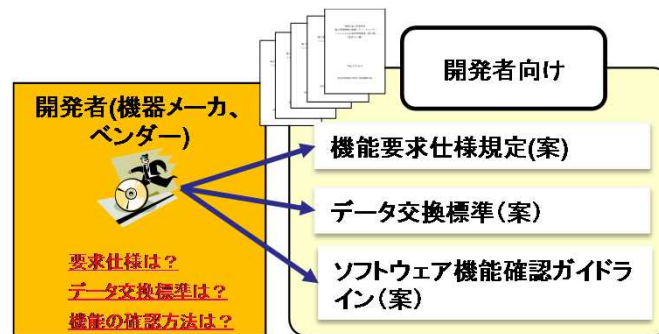 開発者(機器メーカ、
ベンダー)
要求仕様は？
データ交換標準は？
機能の確認方法は？
開発者向け
機能要求仕様規定(案)
データ交換標準（案）
ソフトウェア機能確認ガイドラ
イン（案）